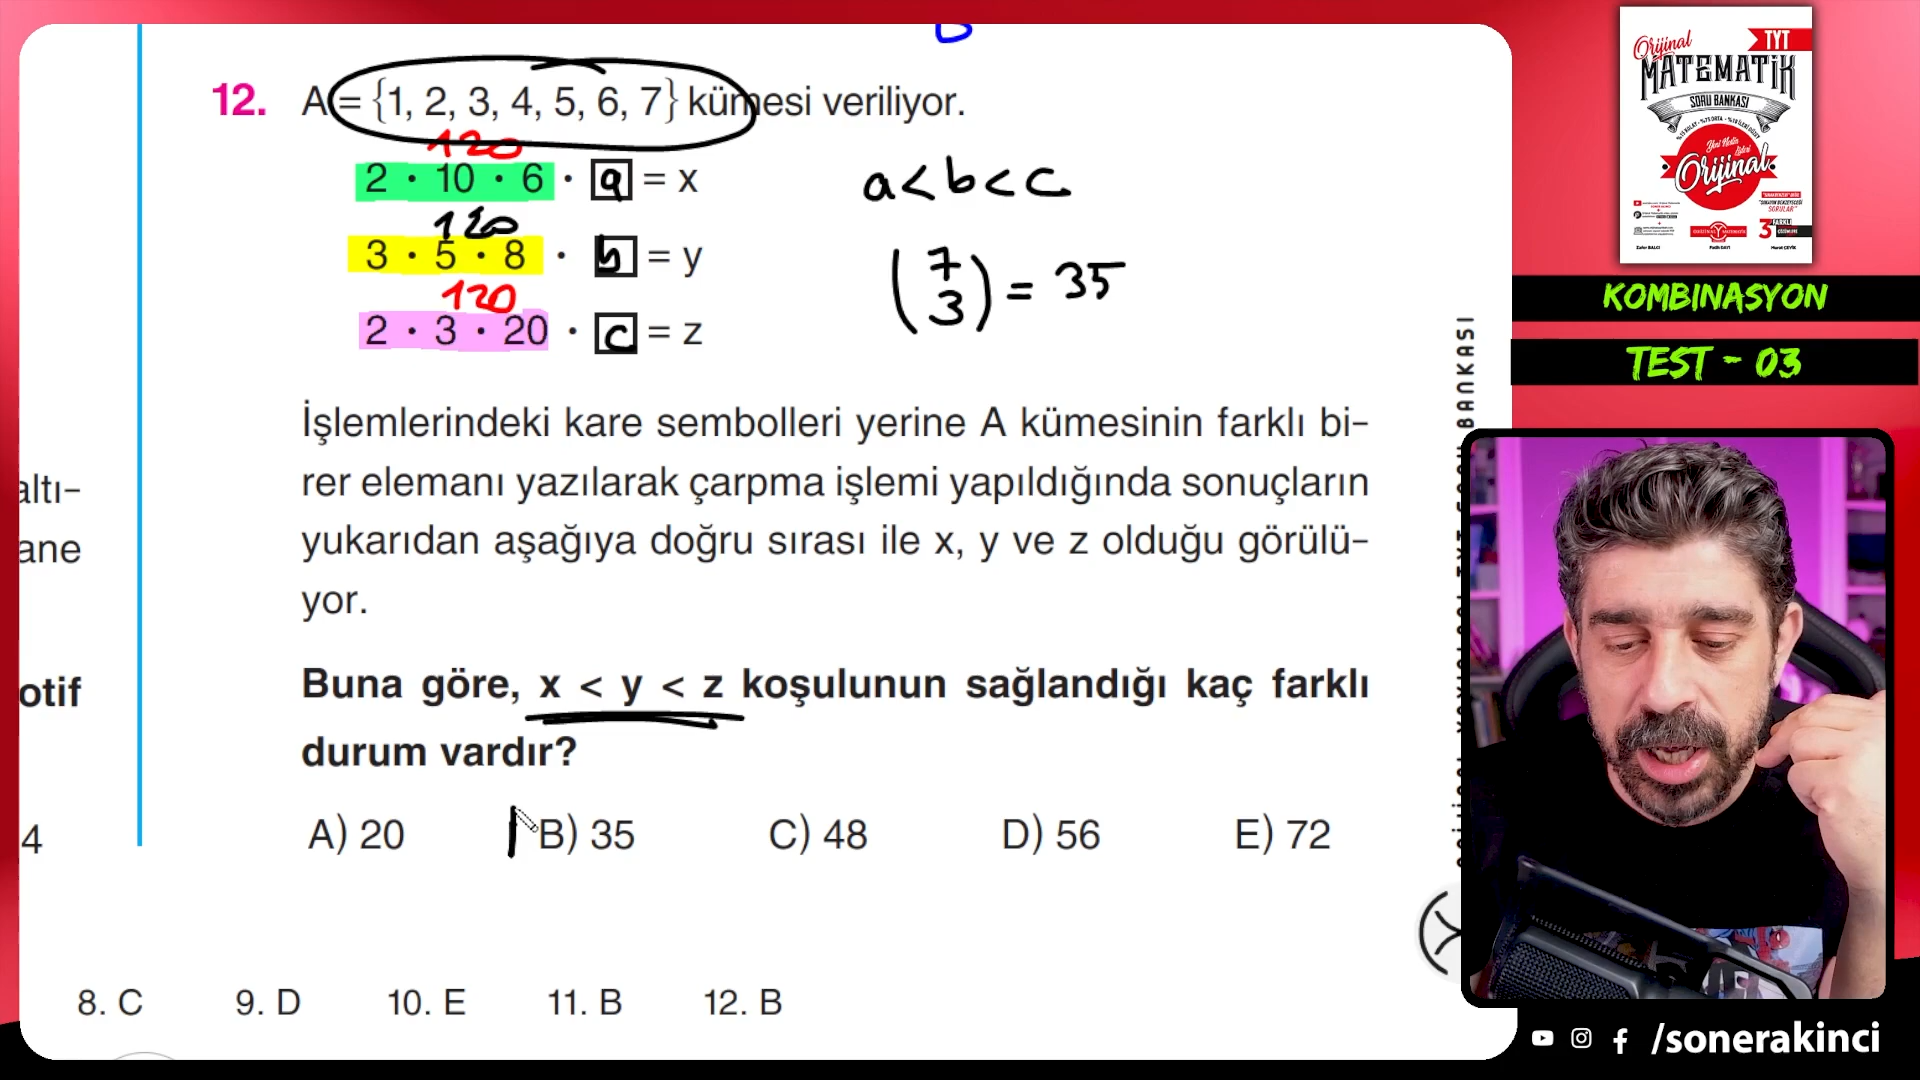 12. A = {1, 2, 3, 4, 5, 6, 7} kümesi veriliyor.
120
2 · 10 · 6 · a = x
a < b < c
120
3 · 5 · 8 · b = y
(7 3) = 35
120
2 · 3 · 20 · c = z
İşlemlerindeki kare sembolleri yerine A kümesinin farklı bi-
rer elemanı yazılarak çarpma işlemi yapıldığında sonuçların
yukarıdan aşağıya doğru sırası ile x, y ve z olduğu görülü-
yor.
Buna göre, x < y < z koşulunun sağlandığı kaç farklı
durum vardır?
A) 20 B) 35 C) 48 D) 56 E) 72
8. C 9. D 10. E 11. B 12. B
altı-
ane
otif
4
BANKASI
Orijinal
TYT
MATEMATİK
SORU BANKASI
Orijinal
KOMBINASYON
TEST - 03
/sonerakinci